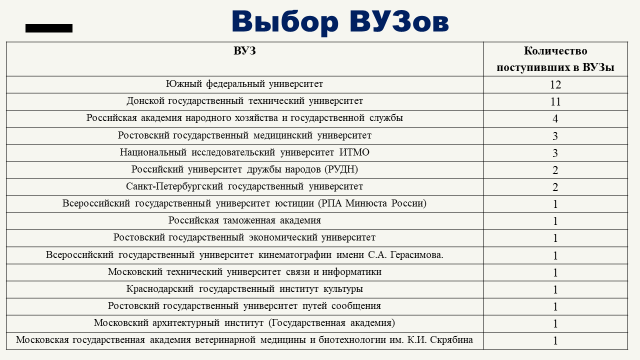 Выбор ВУЗов
ВУЗ
Количество
поступивших в ВУЗы
Южный федеральный университет 12
Донской государственный технический университет 11
Российская академия народного хозяйства и государственной службы 4
Ростовский государственный медицинский университет 3
Национальный исследовательский университет ИТМО 3
Российский университет дружбы народов (РУДН) 2
Санкт-Петербургский государственный университет 2
Всероссийский государственный университет юстиции (РПА Минюста России) 1
Российская таможенная академия 1
Ростовский государственный экономический университет 1
Всероссийский государственный университет кинематографии имени С.А. Герасимова. 1
Московский технический университет связи и информатики 1
Краснодарский государственный институт культуры 1
Ростовский государственный университет путей сообщения 1
Московский архитектурный институт (Государственная академия) 1
Московская государственная академия ветеринарной медицины и биотехнологии им. К.И. Скрябина 1